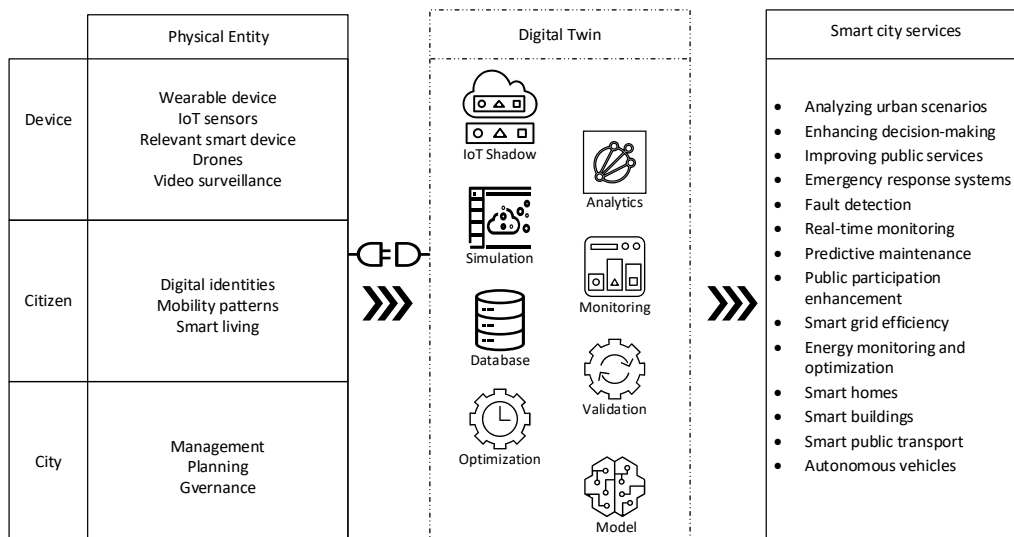 Physical Entity
Device
Wearable device
IoT sensors
Relevant smart device
Drones
Video surveillance
Citizen
Digital identities
Mobility patterns
Smart living
City
Management
Planning
Gvernance
Digital Twin
IoT Shadow
Analytics
Simulation
Monitoring
Database
Validation
Optimization
Model
Smart city services
Analyzing urban scenarios
Enhancing decision-making
Improving public services
Emergency response systems
Fault detection
Real-time monitoring
Predictive maintenance
Public participation
enhancement
Smart grid efficiency
Energy monitoring and
optimization
Smart homes
Smart buildings
Smart public transport
Autonomous vehicles